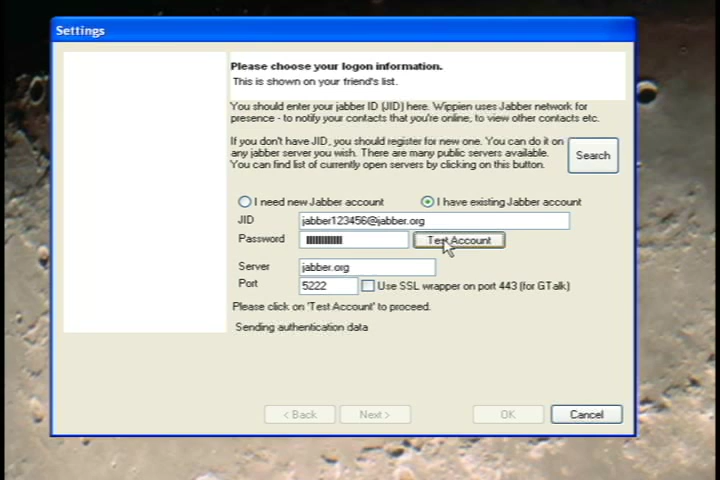 Settings
Please choose your logon information.
This is shown on your friend's list.
You should enter your jabber ID (JID) here. Wippien uses Jabber network for
presence - to notify your contacts that you're online, to view other contacts etc.
If you don't have JID, you should register for new one. You can do it on
any jabber server you wish. There are many public servers available.
You can find list of currently open servers by clicking on this button.
Search
I need new Jabber account
I have existing Jabber account
JID
jabber123456@jabber.org
Password
Test Account
Server
jabber.org
Port
5222
Use SSL wrapper on port 443 (for GTalk)
Please click on 'Test Account' to proceed.
Sending authentication data
< Back
Next >
OK
Cancel